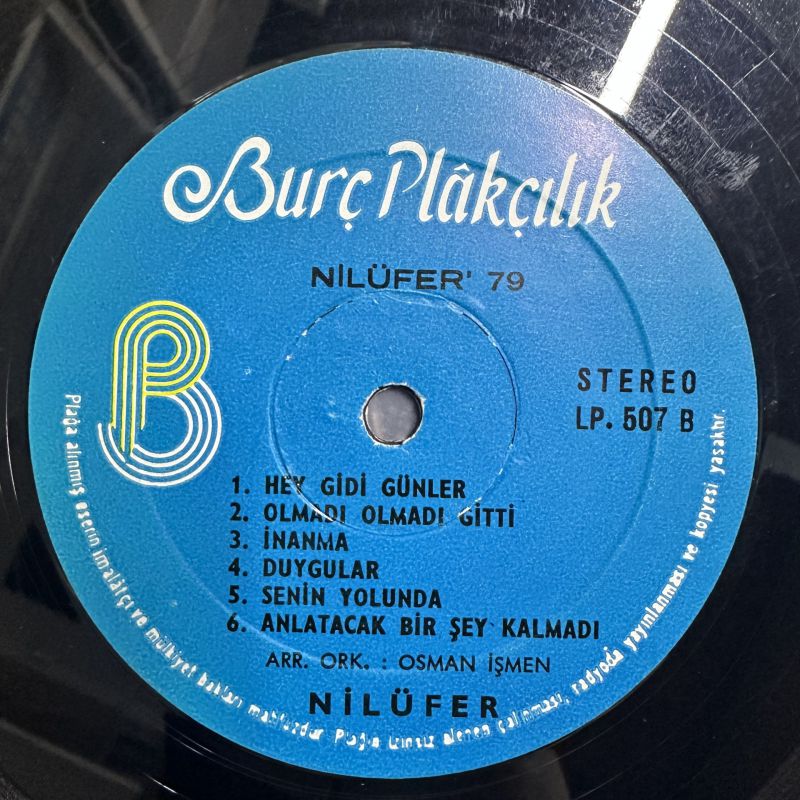 Burç Plâkçılık
NİLÜFER' 79
STEREO
LP. 507 B
1. HEY GİDİ GÜNLER
2. OLMADI OLMADI GİTTİ
3. İNANMA
4. DUYGULAR
5. SENİN YOLUNDA
6. ANLATACAK BİR ŞEY KALMADI
ARR. ORK. : OSMAN İŞMEN
NİLÜFER
Plağa alınmış eserin imalâtçı ve mülkiyet hakları mahfuzdur. Plağın izinsiz alenen çalınması, radyoda yayınlanması ve kopyesi yasaktır.